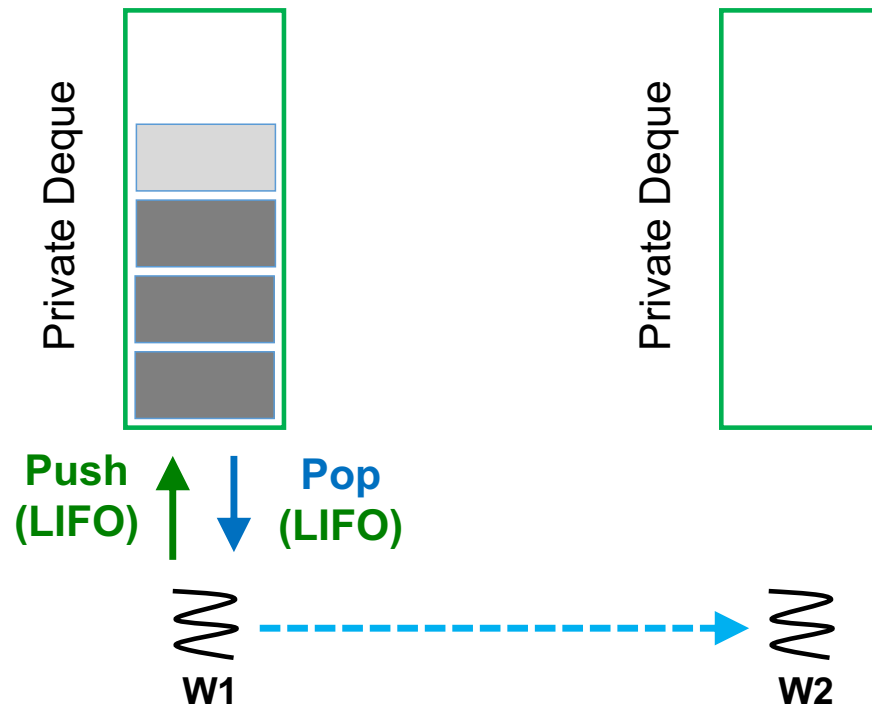 Private Deque
Private Deque
Push
(LIFO)
Pop
(LIFO)
W1
W2